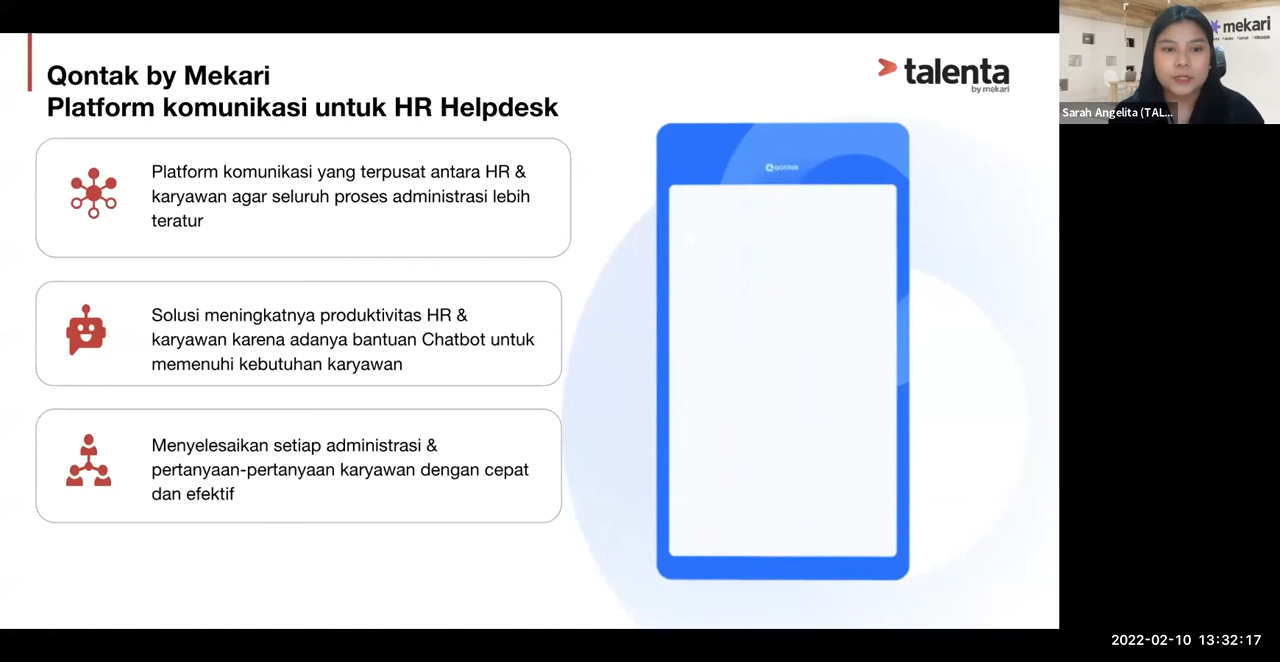 Qontak by Mekari
Platform komunikasi untuk HR Helpdesk
talenta
by mekari
mekari
Sarah Angelita (TAL...
Platform komunikasi yang terpusat antara HR &
karyawan agar seluruh proses administrasi lebih
teratur
QONTAK
Solusi meningkatnya produktivitas HR &
karyawan karena adanya bantuan Chatbot untuk
memenuhi kebutuhan karyawan
Menyelesaikan setiap administrasi &
pertanyaan-pertanyaan karyawan dengan cepat
dan efektif
2022-02-10 13:32:17